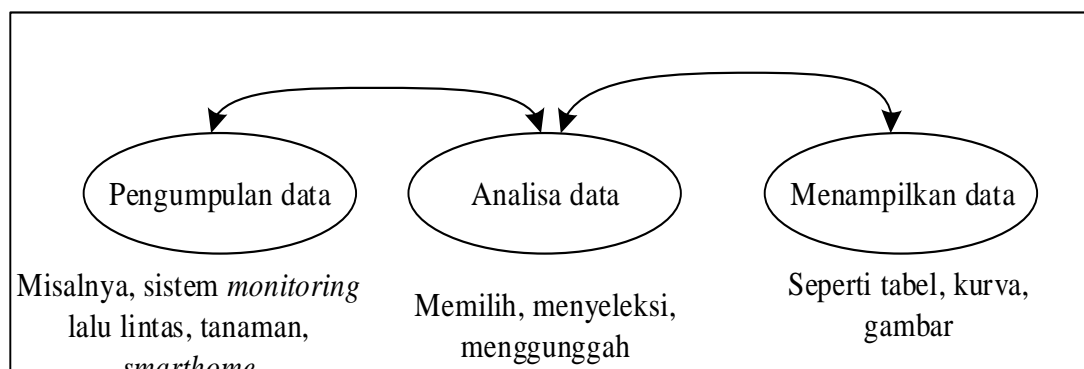 Pengumpulan data
Analisa data
Menampilkan data
Misalnya, sistem monitoring
lalu lintas, tanaman,
smarthome
Memilih, menyeleksi,
menggunggah
Seperti tabel, kurva,
gambar